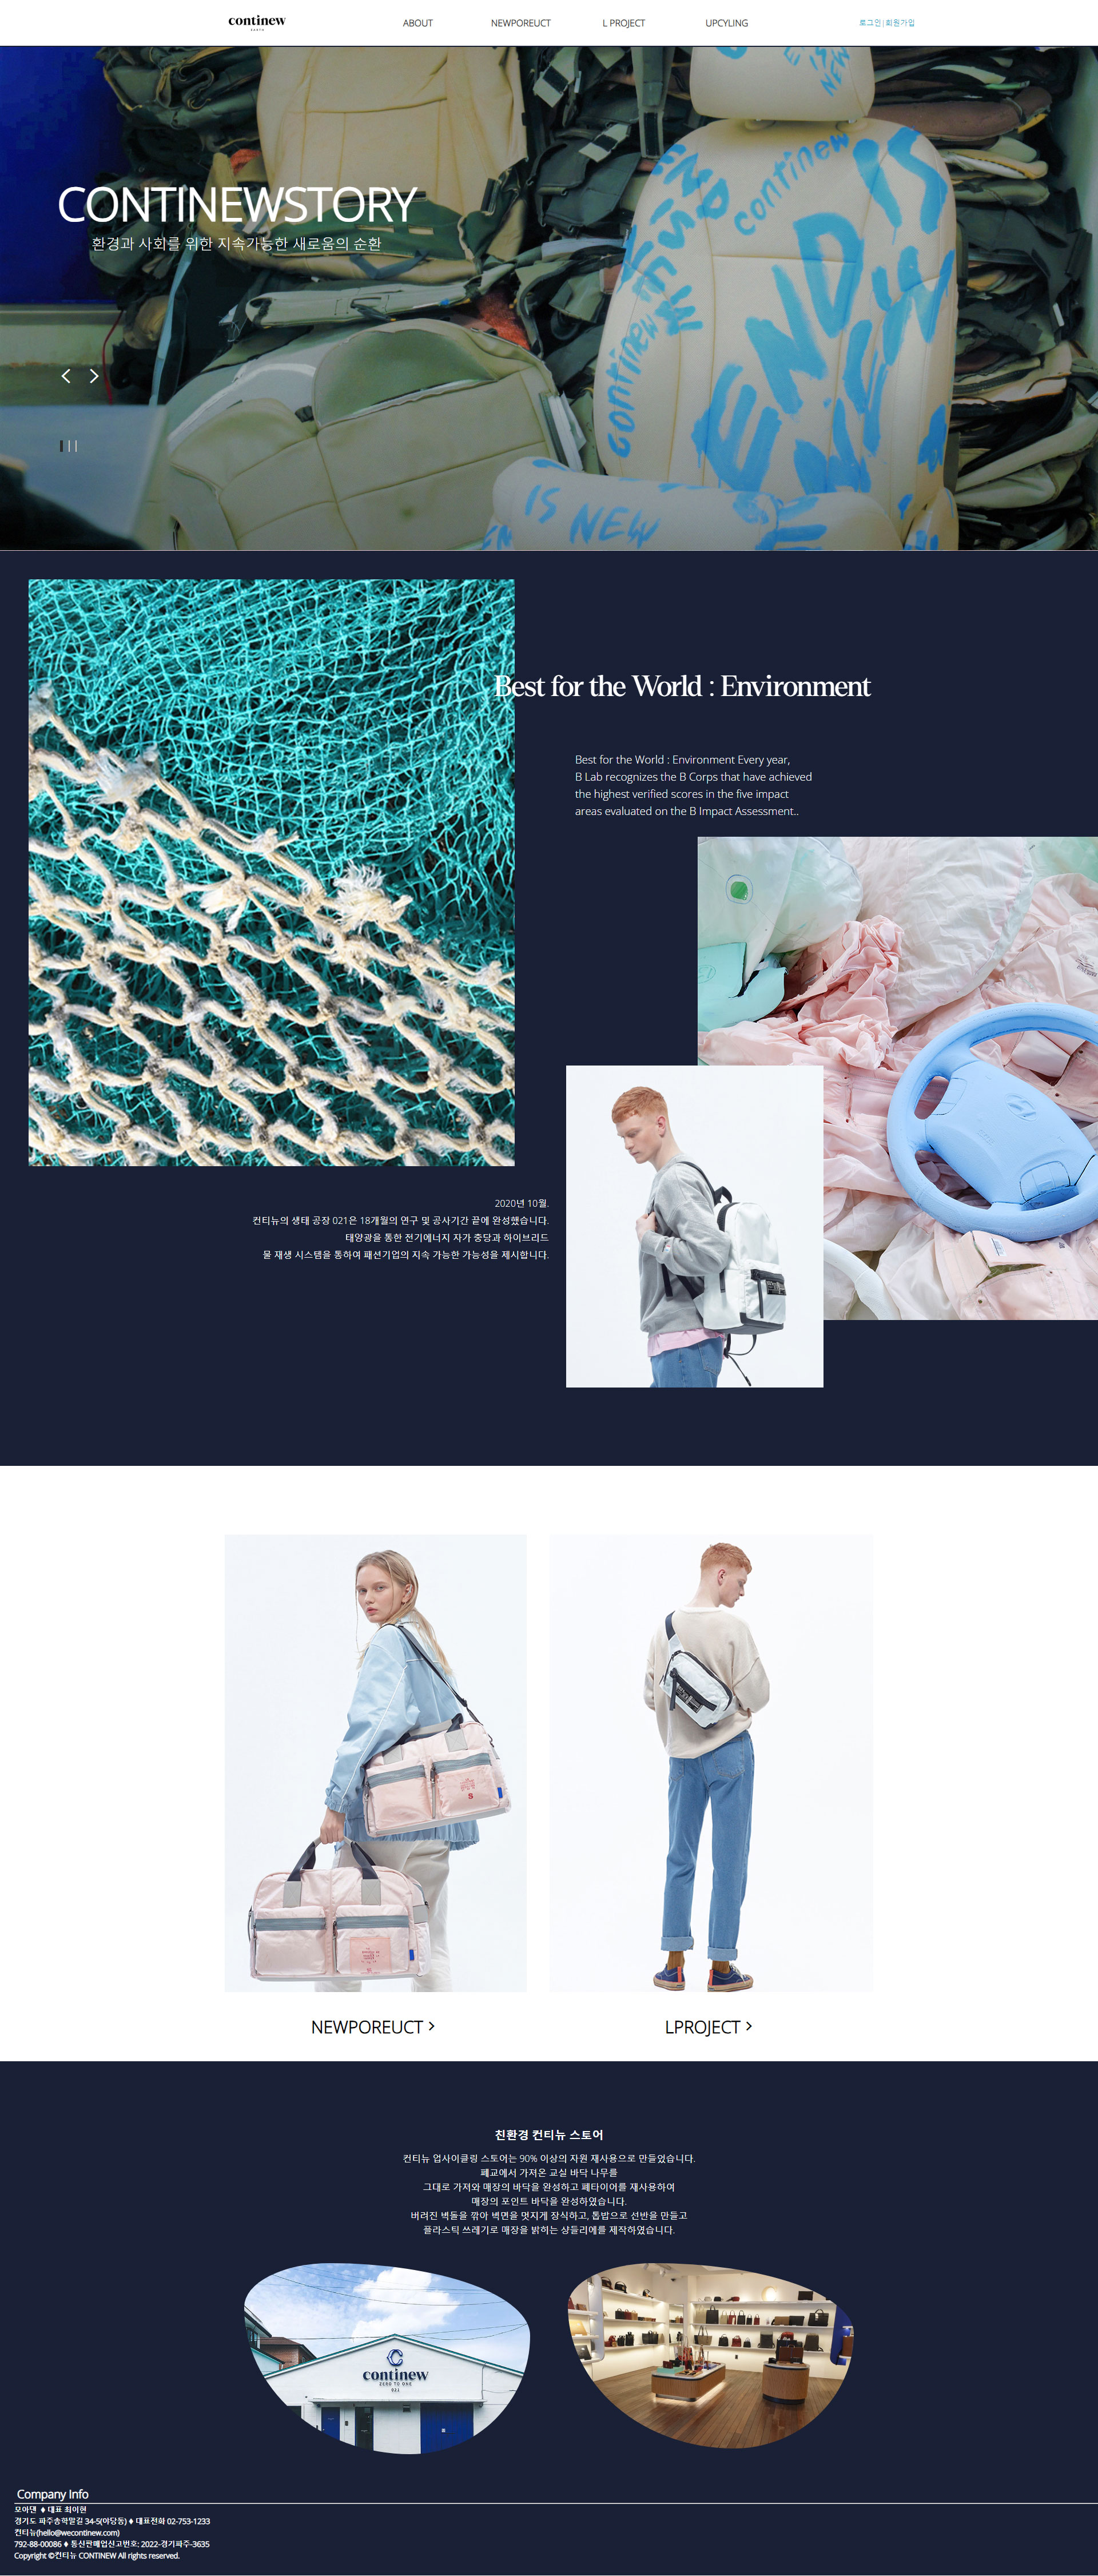 continew
EARTH
ABOUT
NEWPOREUCT
L PROJECT
UPCYLING
로그인|회원가입
CONTINEWSTORY
환경과 사회를 위한 지속가능한 새로움의 순환
continew
continew
IS NEW
Best for the World : Environment
Best for the World : Environment Every year,
B Lab recognizes the B Corps that have achieved
the highest verified scores in the five impact
areas evaluated on the B Impact Assessment..
2020년 10월.
컨티뉴의 생태 공장 021은 18개월의 연구 및 공사기간 끝에 완성했습니다.
태양광을 통한 전기에너지 자가 충당과 하이브리드
물 재생 시스템을 통하여 패션기업의 지속 가능한 가능성을 제시합니다.
NEWPOREUCT >
LPROJECT >
친환경 컨티뉴 스토어
컨티뉴 업사이클링 스토어는 90% 이상의 자원 재사용으로 만들었습니다.
폐교에서 가져온 교실 바닥 나무를
그대로 가져와 매장의 바닥을 완성하고 폐타이어를 재사용하여
매장의 포인트 바닥을 완성하였습니다.
버려진 벽돌을 깎아 벽면을 멋지게 장식하고, 톱밥으로 선반을 만들고
플라스틱 쓰레기로 매장을 밝히는 샹들리에를 제작하였습니다.
continew
ZERO TO ONE
021
Company Info
모아댄 ♦ 대표 최이현
경기도 파주송학말길 34-5(야당동) ♦ 대표전화 02-753-1233
컨티뉴(hello@wecontinew.com)
792-88-00086 ♦ 통신판매업신고번호: 2022-경기파주-3635
Copyright ©컨티뉴 CONTINEW All rights reserved.